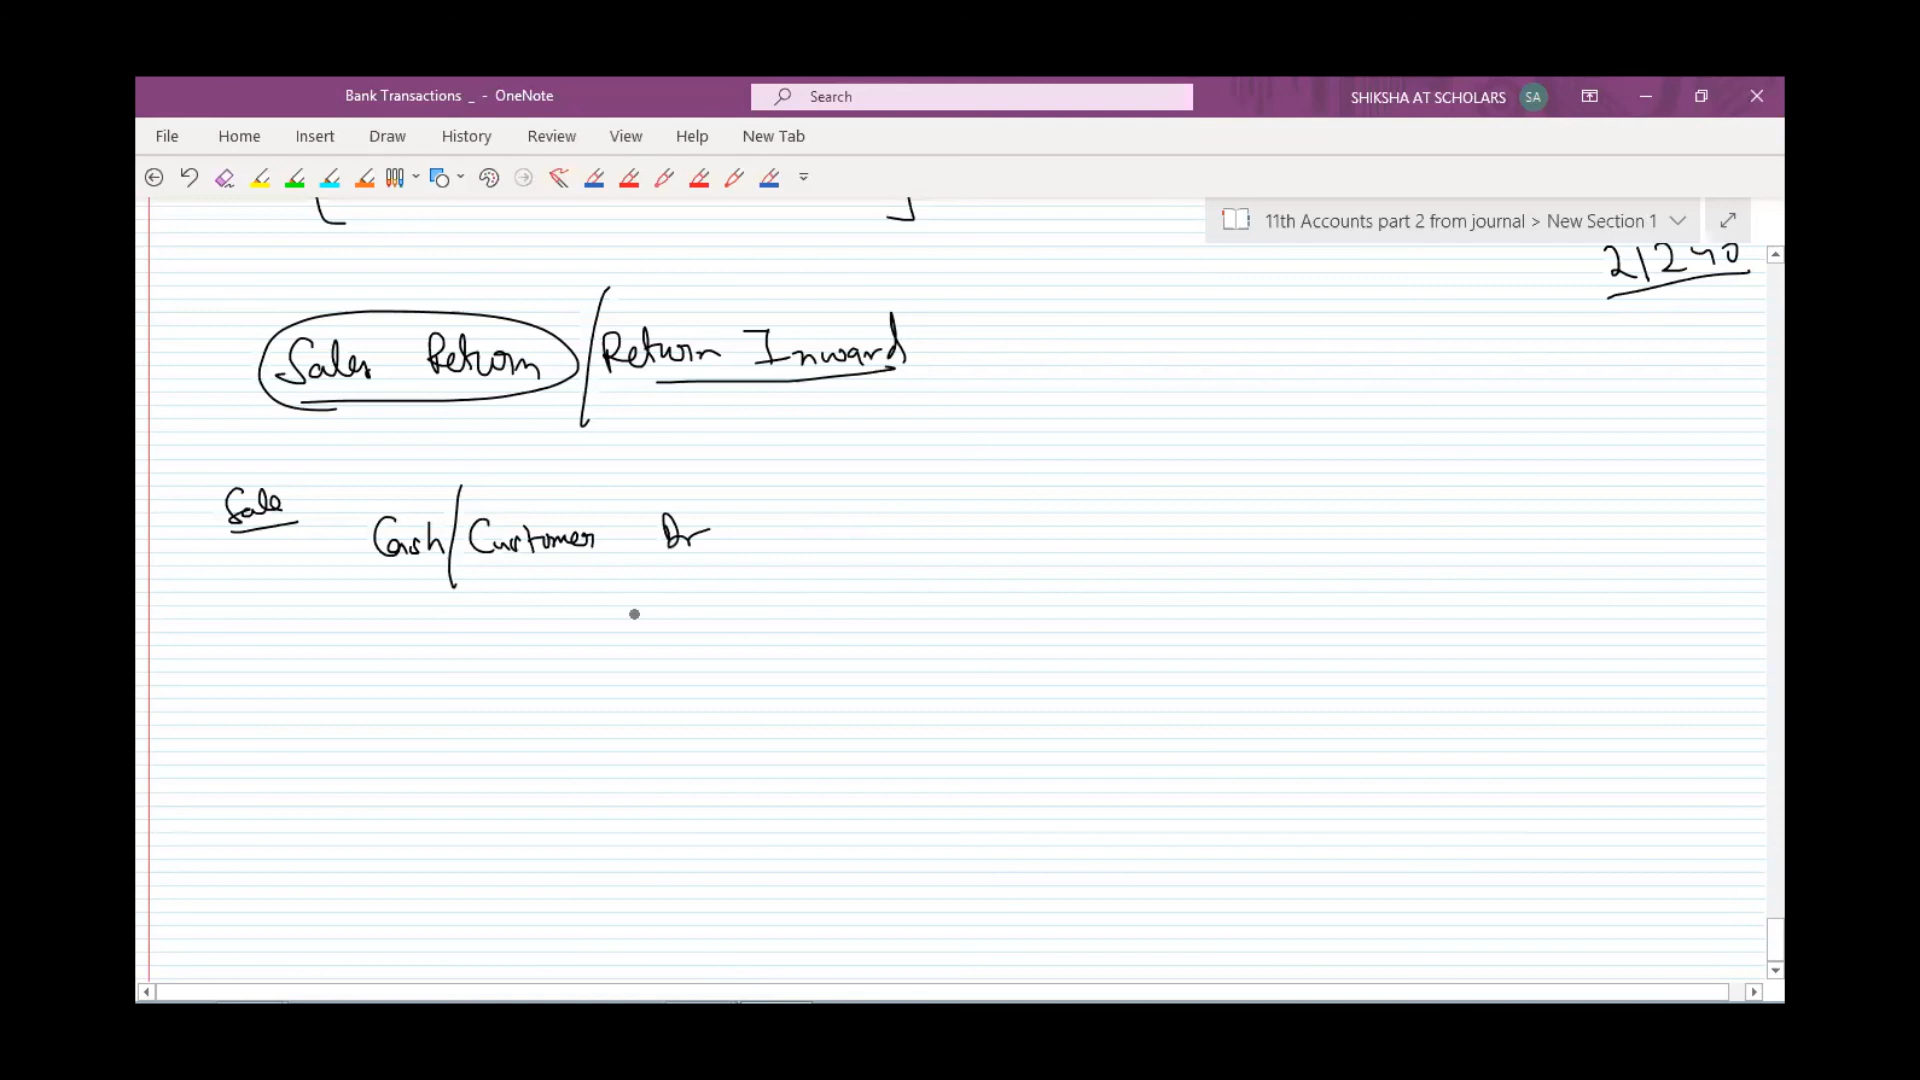 Bank Transactions _ - OneNote
Search
SHIKSHA AT SCHOLARS SA
File Home Insert Draw History Review View Help New Tab
11th Accounts part 2 from journal > New Section 1
21240
Sales Return / Return Inward
Sale
Cash/Customer Dr